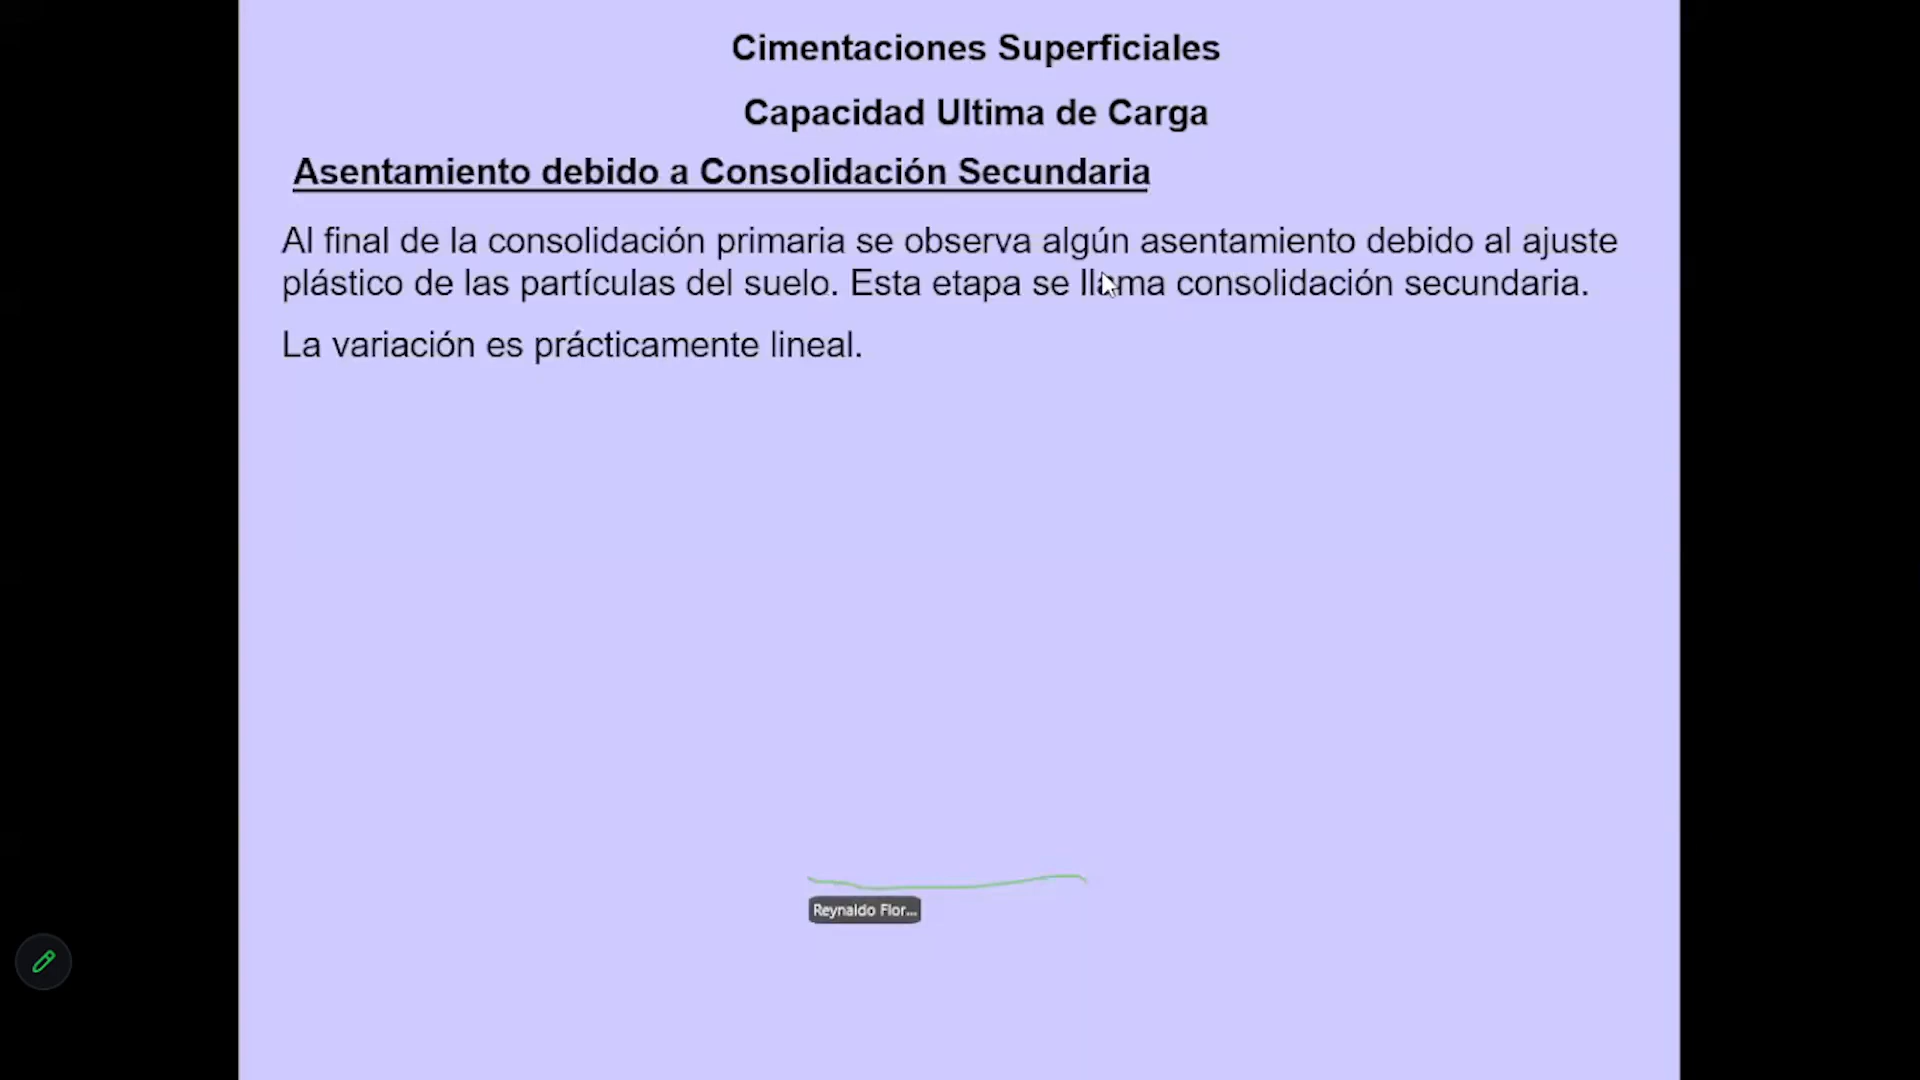 Cimentaciones Superficiales
Capacidad Ultima de Carga
Asentamiento debido a Consolidación Secundaria
Al final de la consolidación primaria se observa algún asentamiento debido al ajuste
plástico de las partículas del suelo. Esta etapa se llama consolidación secundaria.
La variación es prácticamente lineal.
Reynaldo Flor...